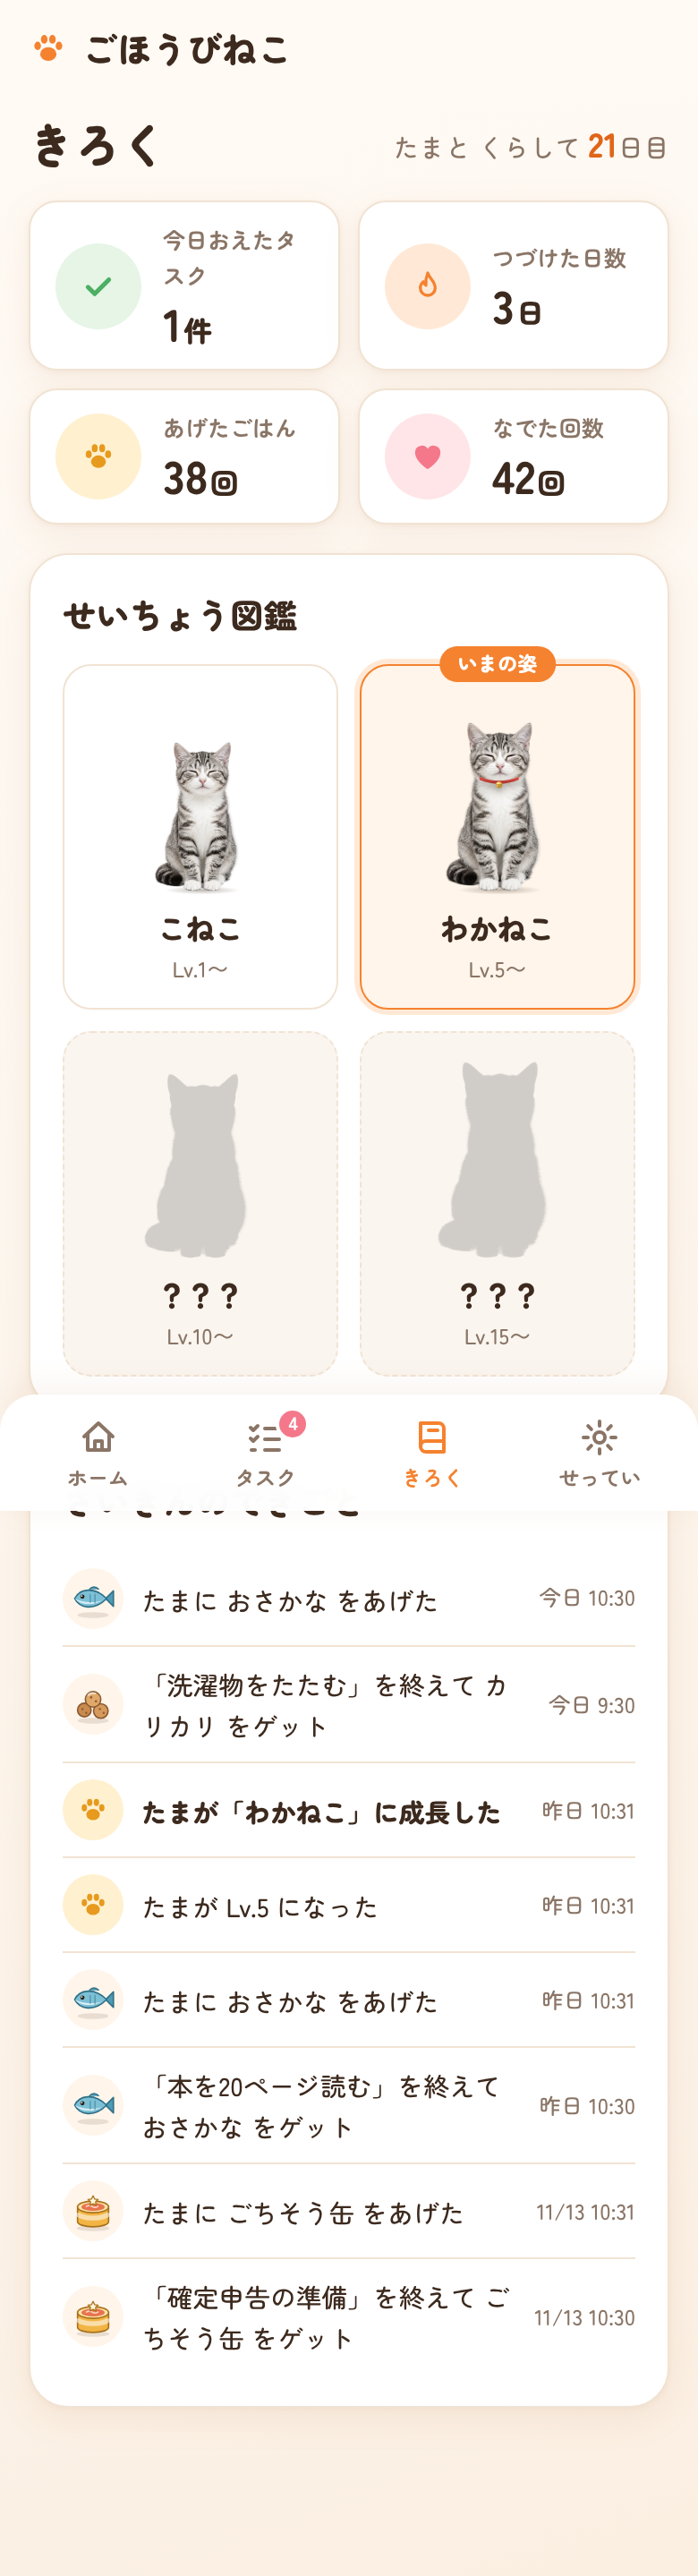 ごほうびねこ
きろく
たまと くらして 21日目
今日おえたタ
スク
1件
つづけた日数
3日
あげたごはん
38回
なでた回数
42回
せいちょう図鑑
いまの姿
こねこ
Lv.1〜
わかねこ
Lv.5〜
？？？
Lv.10〜
？？？
Lv.15〜
4
ホーム
タスク
きろく
せってい
たまに おさかな をあげた
今日 10:30
「洗濯物をたたむ」を終えて カ
リカリ をゲット
今日 9:30
たまが「わかねこ」に成長した
昨日 10:31
たまが Lv.5 になった
昨日 10:31
たまに おさかな をあげた
昨日 10:31
「本を20ページ読む」を終えて
おさかな をゲット
昨日 10:30
たまに ごちそう缶 をあげた
11/13 10:31
「確定申告の準備」を終えて ご
ちそう缶 をゲット
11/13 10:30